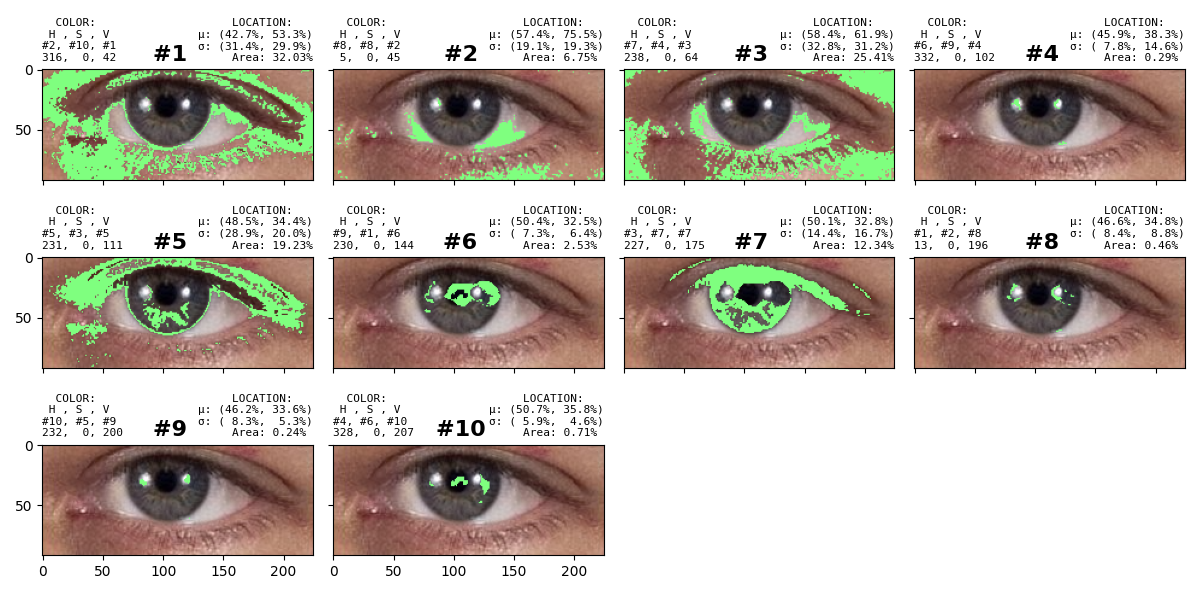 COLOR: LOCATION:
H , S , V μ: (42.7%, 53.3%)
#2, #10, #1 #1 σ: (31.4%, 29.9%)
316, 0, 42 Area: 32.03%
COLOR: LOCATION:
H , S , V μ: (57.4%, 75.5%)
#8, #8, #2 #2 σ: (19.1%, 19.3%)
5, 0, 45 Area: 6.75%
COLOR: LOCATION:
H , S , V μ: (58.4%, 61.9%)
#7, #4, #3 #3 σ: (32.8%, 31.2%)
238, 0, 64 Area: 25.41%
COLOR: LOCATION:
H , S , V μ: (45.9%, 38.3%)
#6, #9, #4 #4 σ: ( 7.8%, 14.6%)
332, 0, 102 Area: 0.29%
0
50
COLOR: LOCATION:
H , S , V μ: (48.5%, 34.4%)
#5, #3, #5 #5 σ: (28.9%, 20.0%)
231, 0, 111 Area: 19.23%
COLOR: LOCATION:
H , S , V μ: (50.4%, 32.5%)
#9, #1, #6 #6 σ: ( 7.3%, 6.4%)
230, 0, 144 Area: 2.53%
COLOR: LOCATION:
H , S , V μ: (50.1%, 32.8%)
#3, #7, #7 #7 σ: (14.4%, 16.7%)
227, 0, 175 Area: 12.34%
COLOR: LOCATION:
H , S , V μ: (46.6%, 34.8%)
#1, #2, #8 #8 σ: ( 8.4%, 8.8%)
13, 0, 196 Area: 0.46%
0
50
COLOR: LOCATION:
H , S , V μ: (46.2%, 33.6%)
#10, #5, #9 #9 σ: ( 8.3%, 5.3%)
232, 0, 200 Area: 0.24%
COLOR: LOCATION:
H , S , V μ: (50.7%, 35.8%)
#4, #6, #10 #10 σ: ( 5.9%, 4.6%)
328, 0, 207 Area: 0.71%
0
50
0 50 100 150 200
0 50 100 150 200